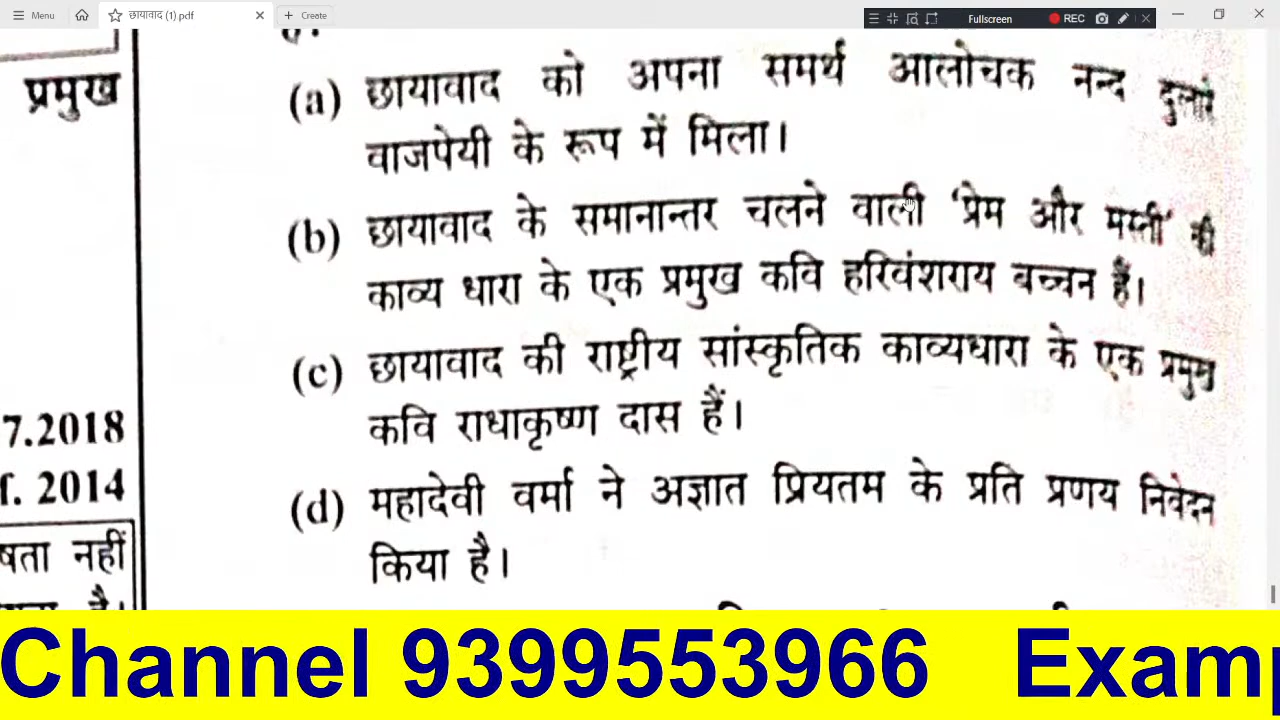 Menu
छायावाद (1).pdf
Create
Fullscreen
REC
प्रमुख
(a) छायावाद को अपना समर्थ आलोचक नन्द दुलारे
वाजपेयी के रूप में मिला।
(b) छायावाद के समानान्तर चलने वाली 'प्रेम और मस्ती' की
काव्य धारा के एक प्रमुख कवि हरिवंशराय बच्चन हैं।
(c) छायावाद की राष्ट्रीय सांस्कृतिक काव्यधारा के एक प्रमुख
कवि राधाकृष्ण दास हैं।
(d) महादेवी वर्मा ने अज्ञात प्रियतम के प्रति प्रणय निवेदन
किया है।
7.2018
f. 2014
षता नहीं
है।
Channel 9399553966 Examp